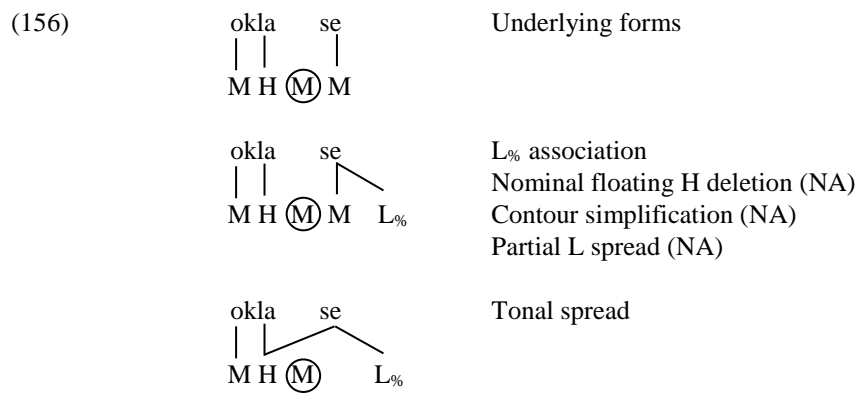 (156) okla se Underlying forms
M H M M
okla se L% association
Nominal floating H deletion (NA)
M H M M L% Contour simplification (NA)
Partial L spread (NA)
okla se Tonal spread
M H M L%